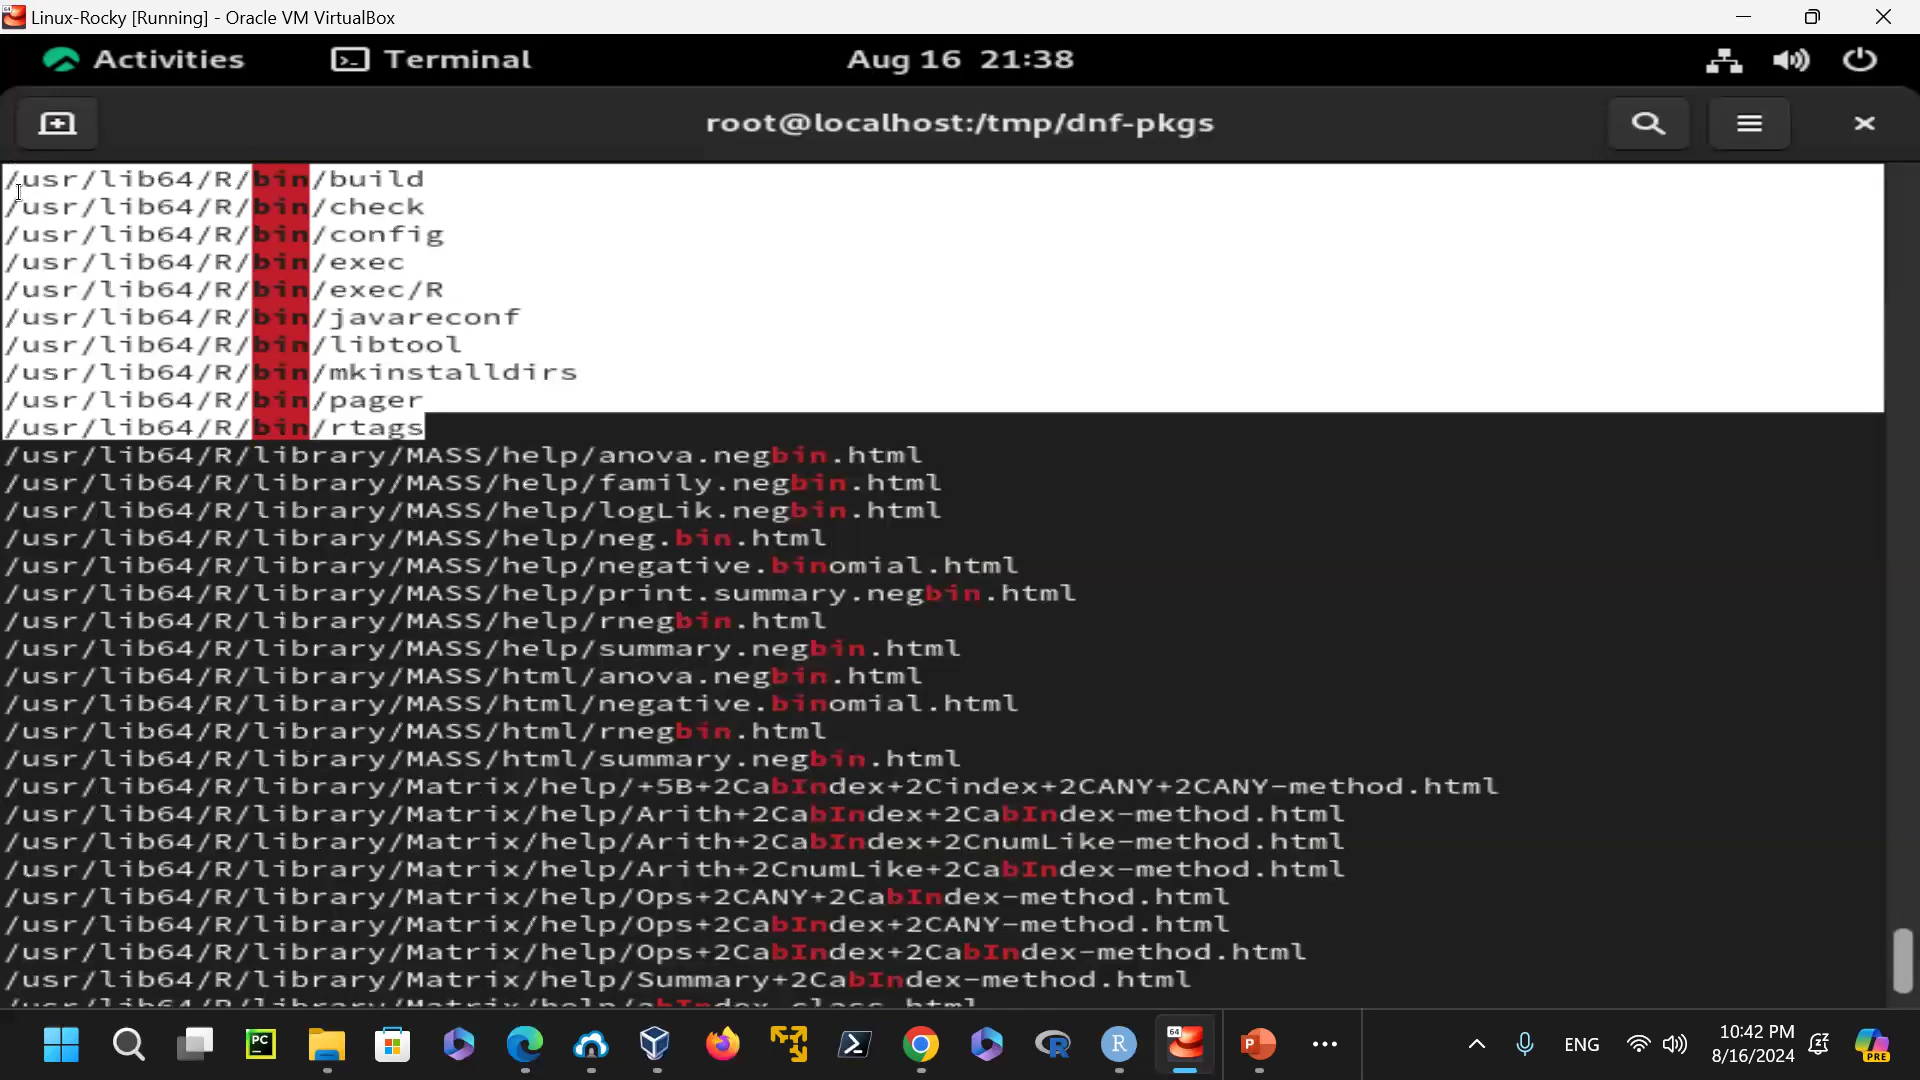 Linux-Rocky [Running] - Oracle VM VirtualBox
Activities Terminal Aug 16 21:38
root@localhost:/tmp/dnf-pkgs
/usr/lib64/R/bin/build
/usr/lib64/R/bin/check
/usr/lib64/R/bin/config
/usr/lib64/R/bin/exec
/usr/lib64/R/bin/exec/R
/usr/lib64/R/bin/javareconf
/usr/lib64/R/bin/libtool
/usr/lib64/R/bin/mkinstalldirs
/usr/lib64/R/bin/pager
/usr/lib64/R/bin/rtags
/usr/lib64/R/library/MASS/help/anova.negbin.html
/usr/lib64/R/library/MASS/help/family.negbin.html
/usr/lib64/R/library/MASS/help/logLik.negbin.html
/usr/lib64/R/library/MASS/help/neg.bin.html
/usr/lib64/R/library/MASS/help/negative.binomial.html
/usr/lib64/R/library/MASS/help/print.summary.negbin.html
/usr/lib64/R/library/MASS/help/rnegbin.html
/usr/lib64/R/library/MASS/help/summary.negbin.html
/usr/lib64/R/library/MASS/html/anova.negbin.html
/usr/lib64/R/library/MASS/html/negative.binomial.html
/usr/lib64/R/library/MASS/html/rnegbin.html
/usr/lib64/R/library/MASS/html/summary.negbin.html
/usr/lib64/R/library/Matrix/help/+5B+2CabIndex+2Cindex+2CANY+2CANY-method.html
/usr/lib64/R/library/Matrix/help/Arith+2CabIndex+2CabIndex-method.html
/usr/lib64/R/library/Matrix/help/Arith+2CabIndex+2CnumLike-method.html
/usr/lib64/R/library/Matrix/help/Arith+2CnumLike+2CabIndex-method.html
/usr/lib64/R/library/Matrix/help/Ops+2CANY+2CabIndex-method.html
/usr/lib64/R/library/Matrix/help/Ops+2CabIndex+2CANY-method.html
/usr/lib64/R/library/Matrix/help/Ops+2CabIndex+2CabIndex-method.html
/usr/lib64/R/library/Matrix/help/Summary+2CabIndex-method.html
/usr/lib64/R/library/Matrix/help/abIndex-class.html
PC R R 64 P ENG 10:42 PM PRE
8/16/2024